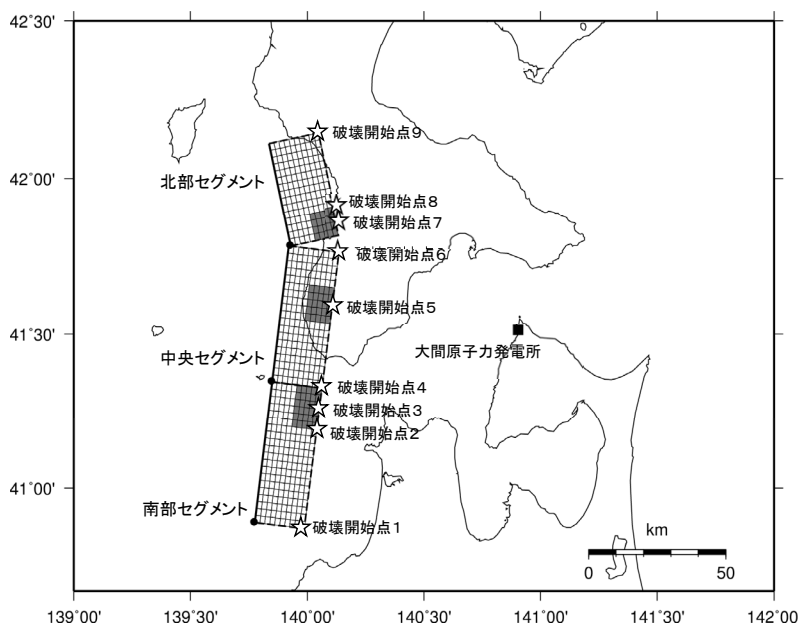 42°30'
破壊開始点9
42°00'
北部セグメント
破壊開始点8
破壊開始点7
破壊開始点6
破壊開始点5
41°30'
大間原子力発電所
中央セグメント
破壊開始点4
破壊開始点3
破壊開始点2
41°00'
南部セグメント
破壊開始点1
km
0 50
139°00' 139°30' 140°00' 140°30' 141°00' 141°30' 142°00'